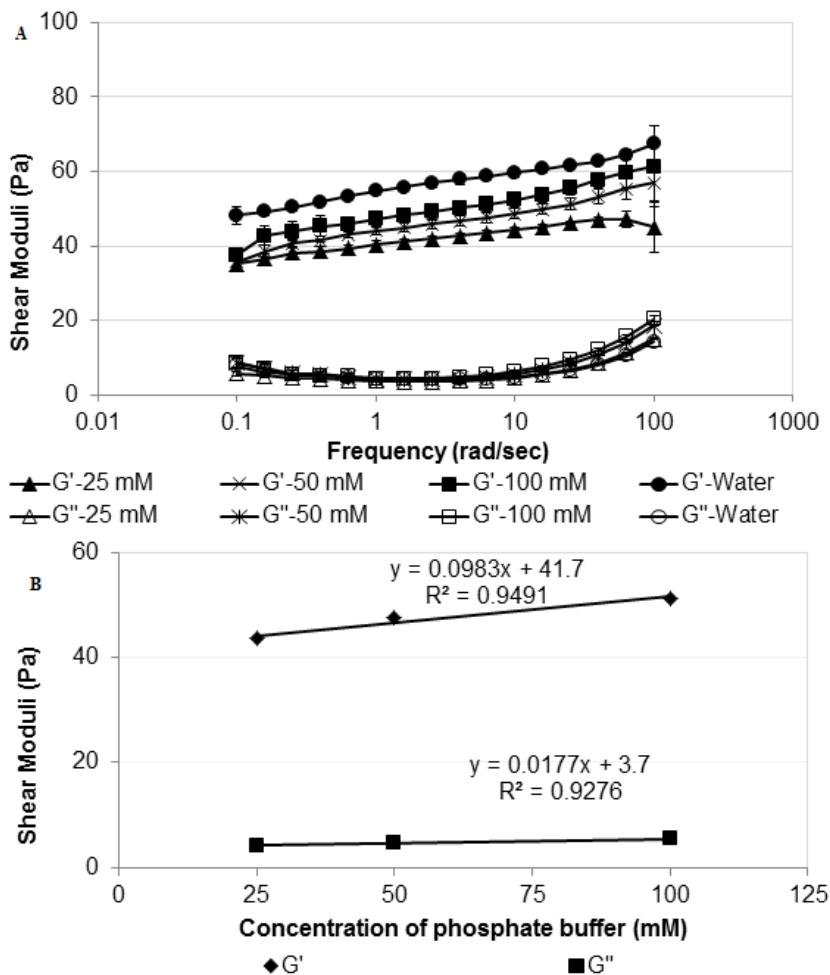 A
100
80
60
40
20
0
Shear Moduli (Pa)
0.01 0.1 1 10 100 1000
Frequency (rad/sec)
G'-25 mM G'-50 mM G'-100 mM G'-Water
G"-25 mM G"-50 mM G"-100 mM G"-Water
B
60
40
20
0
Shear Moduli (Pa)
y = 0.0983x + 41.7
R² = 0.9491
y = 0.0177x + 3.7
R² = 0.9276
0 25 50 75 100 125
Concentration of phosphate buffer (mM)
G' G"